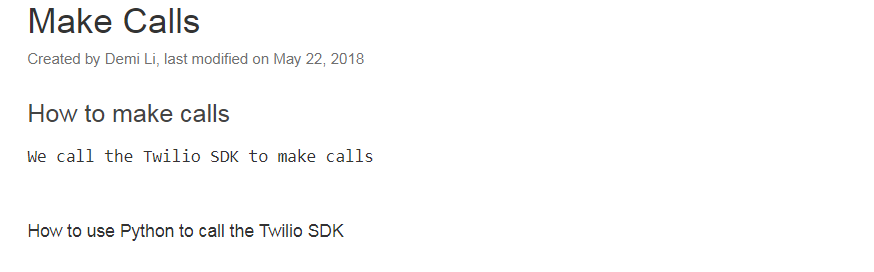 Make Calls
Created by Demi Li, last modified on May 22, 2018
How to make calls
We call the Twilio SDK to make calls
How to use Python to call the Twilio SDK